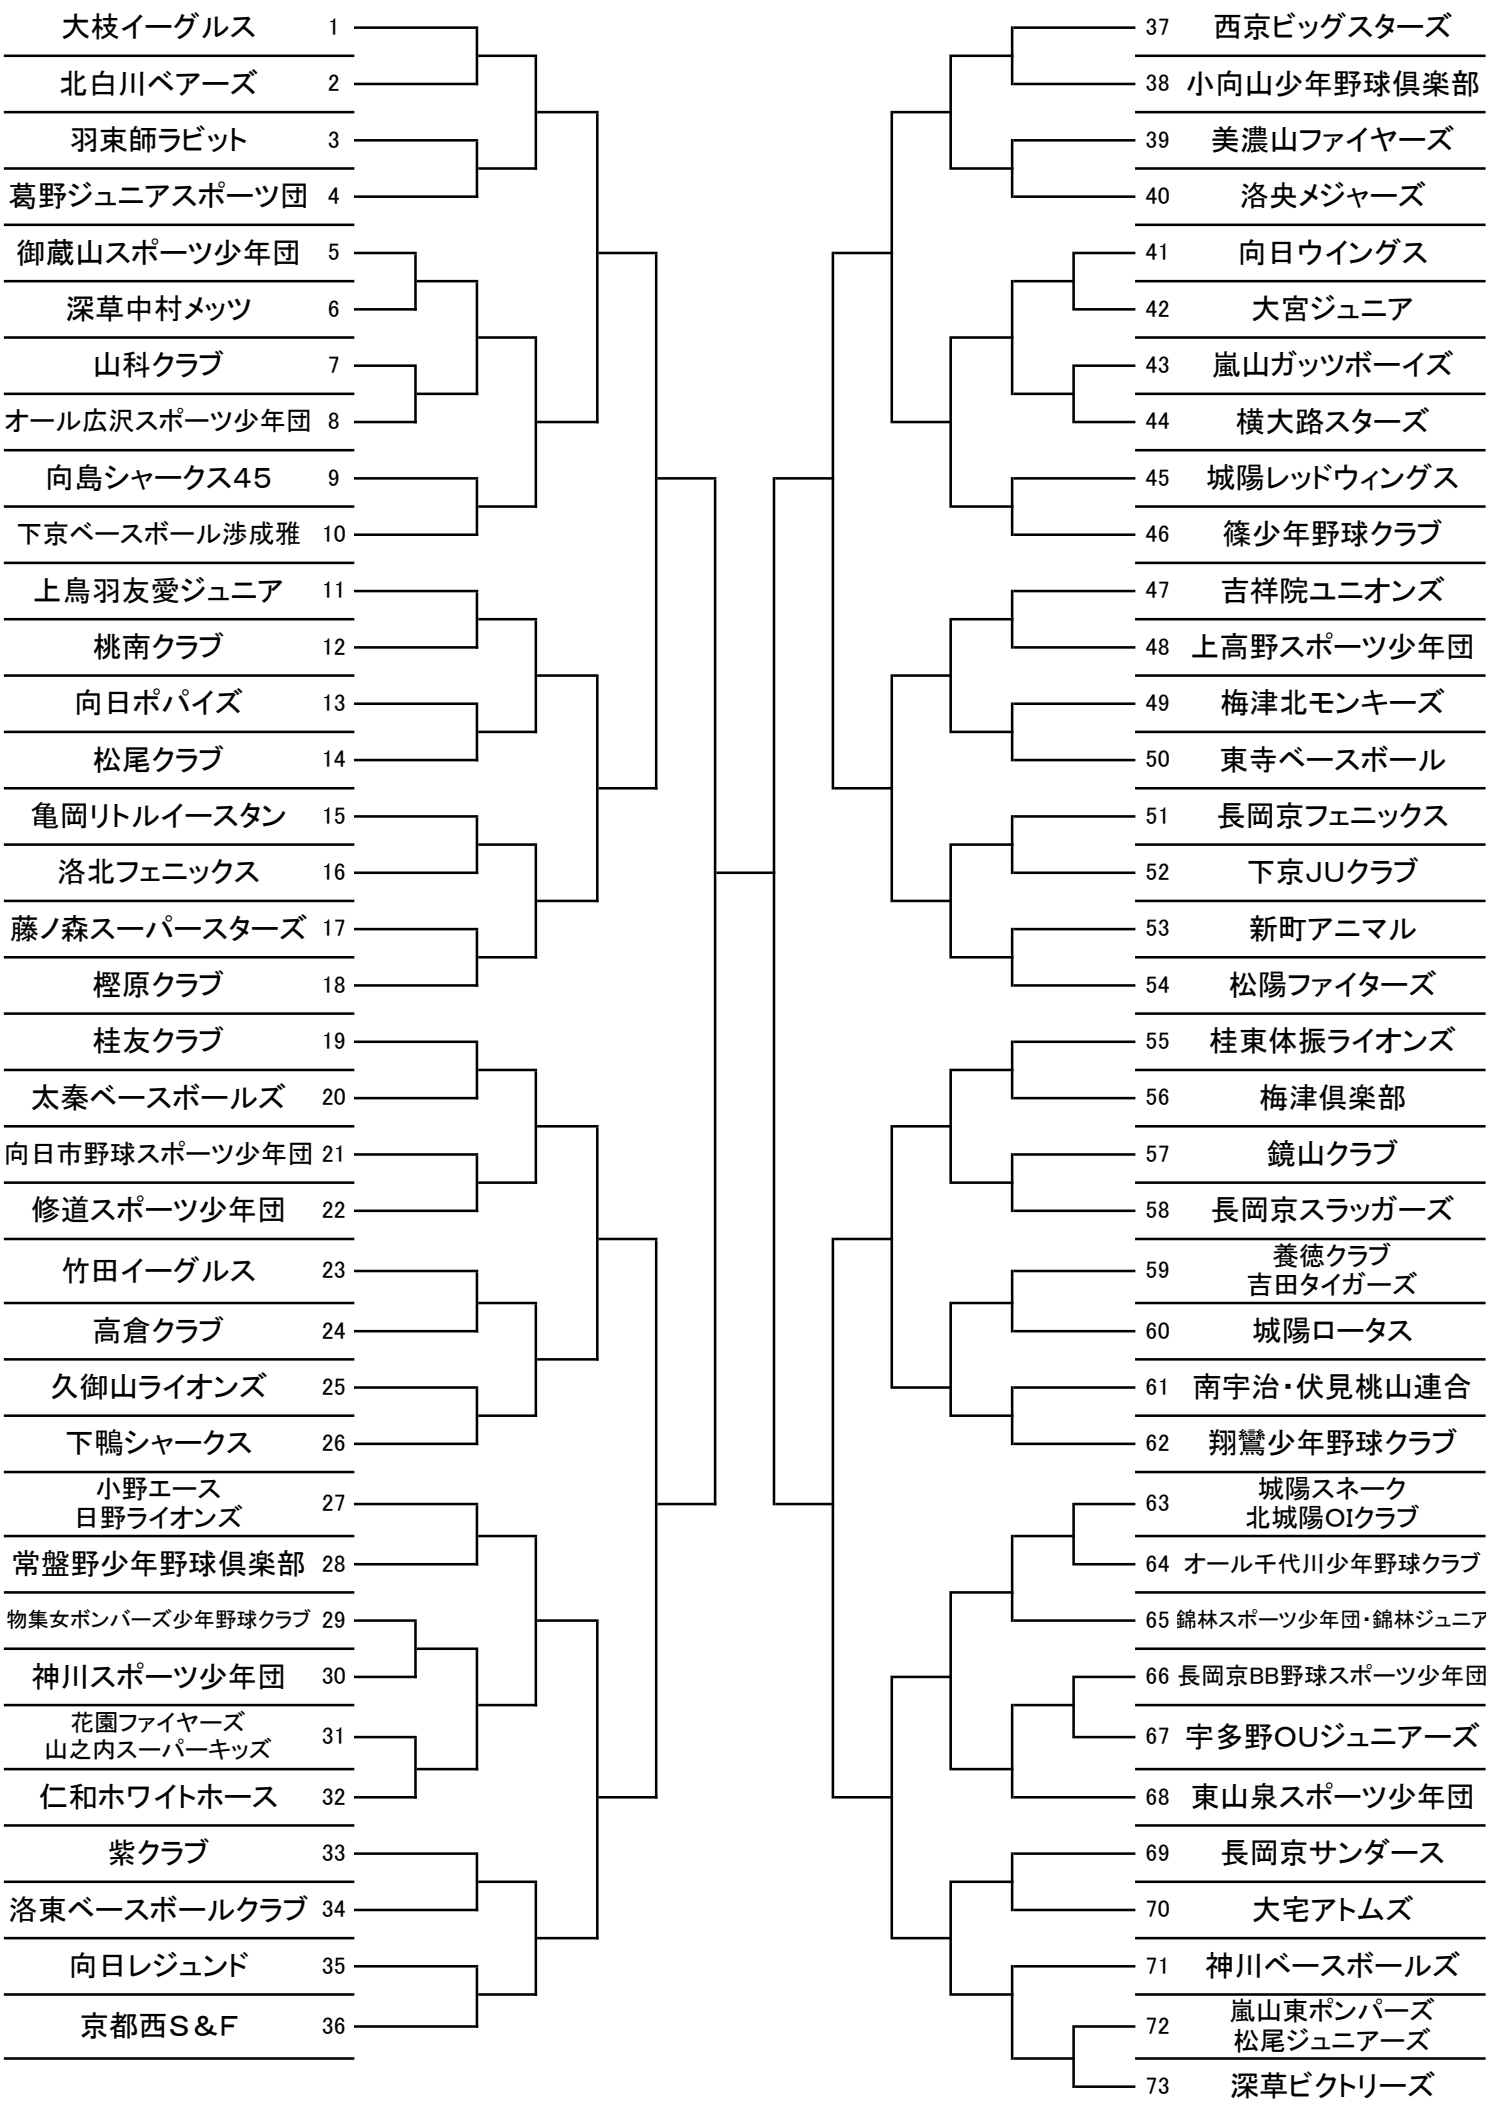 大枝イーグルス 1
北白川ベアーズ 2
羽束師ラビット 3
葛野ジュニアスポーツ団 4
御蔵山スポーツ少年団 5
深草中村メッツ 6
山科クラブ 7
オール広沢スポーツ少年団 8
向島シャークス45 9
下京ベースボール渉成雅 10
上鳥羽友愛ジュニア 11
桃南クラブ 12
向日ポパイズ 13
松尾クラブ 14
亀岡リトルイースタン 15
洛北フェニックス 16
藤ノ森スーパースターズ 17
樫原クラブ 18
桂友クラブ 19
太秦ベースボールズ 20
向日市野球スポーツ少年団 21
修道スポーツ少年団 22
竹田イーグルス 23
高倉クラブ 24
久御山ライオンズ 25
下鴨シャークス 26
小野エース
日野ライオンズ 27
常盤野少年野球倶楽部 28
物集女ボンバーズ少年野球クラブ 29
神川スポーツ少年団 30
花園ファイヤーズ
山之内スーパーキッズ 31
仁和ホワイトホース 32
紫クラブ 33
洛東ベースボールクラブ 34
向日レジェンド 35
京都西S＆F 36
37 西京ビッグスターズ
38 小向山少年野球倶楽部
39 美濃山ファイヤーズ
40 洛央メジャーズ
41 向日ウイングス
42 大宮ジュニア
43 嵐山ガッツボーイズ
44 横大路スターズ
45 城陽レッドウィングス
46 篠少年野球クラブ
47 吉祥院ユニオンズ
48 上高野スポーツ少年団
49 梅津北モンキーズ
50 東寺ベースボール
51 長岡京フェニックス
52 下京JUクラブ
53 新町アニマル
54 松陽ファイターズ
55 桂東体振ライオンズ
56 梅津倶楽部
57 鏡山クラブ
58 長岡京スラッガーズ
59 養徳クラブ
吉田タイガーズ
60 城陽ロータス
61 南宇治・伏見桃山連合
62 翔鸞少年野球クラブ
63 城陽スネーク
北城陽OIクラブ
64 オール千代川少年野球クラブ
65 錦林スポーツ少年団・錦林ジュニア
66 長岡京BB野球スポーツ少年団
67 宇多野OUジュニアーズ
68 東山泉スポーツ少年団
69 長岡京サンダース
70 大宅アトムズ
71 神川ベースボールズ
72 嵐山東ポンパーズ
松尾ジュニアーズ
73 深草ビクトリーズ